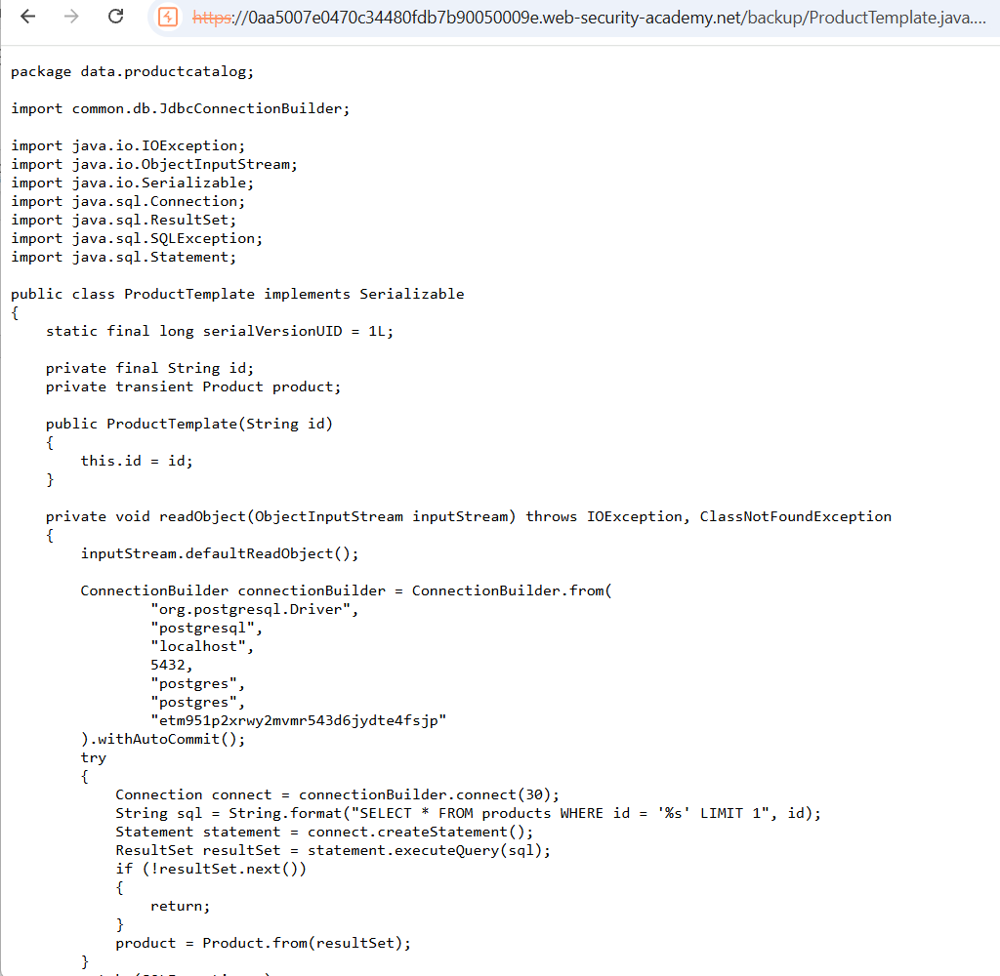 https://0aa5007e0470c34480fdb7b90050009e.web-security-academy.net/backup/ProductTemplate.java....
package data.productcatalog;
import common.db.JdbcConnectionBuilder;
import java.io.IOException;
import java.io.ObjectInputStream;
import java.io.Serializable;
import java.sql.Connection;
import java.sql.ResultSet;
import java.sql.SQLException;
import java.sql.Statement;
public class ProductTemplate implements Serializable
{
    static final long serialVersionUID = 1L;
    private final String id;
    private transient Product product;
    public ProductTemplate(String id)
    {
        this.id = id;
    }
    private void readObject(ObjectInputStream inputStream) throws IOException, ClassNotFoundException
    {
        inputStream.defaultReadObject();
        ConnectionBuilder connectionBuilder = ConnectionBuilder.from(
                "org.postgresql.Driver",
                "postgresql",
                "localhost",
                5432,
                "postgres",
                "postgres",
                "etm951p2xrwy2mvmr543d6jydte4fsjp"
        ).withAutoCommit();
        try
        {
            Connection connect = connectionBuilder.connect(30);
            String sql = String.format("SELECT * FROM products WHERE id = '%s' LIMIT 1", id);
            Statement statement = connect.createStatement();
            ResultSet resultSet = statement.executeQuery(sql);
            if (!resultSet.next())
            {
                return;
            }
            product = Product.from(resultSet);
        }